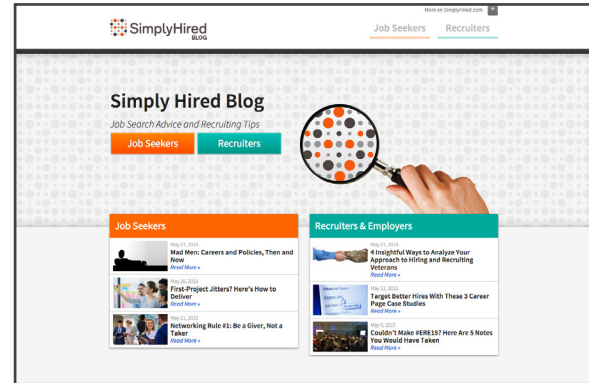 More on SimplyHired.com +
SimplyHired
BLOG
Job Seekers Recruiters
Simply Hired Blog
Job Search Advice and Recruiting Tips
Job Seekers Recruiters
Job Seekers
May 27, 2015
Mad Men: Careers and Policies, Then and
Now
Read More »
May 26, 2015
First-Project Jitters? Here's How to
Deliver
Read More »
May 21, 2015
Networking Rule #1: Be a Giver, Not a
Taker
Read More »
Recruiters & Employers
May 21, 2015
4 Insightful Ways to Analyze Your
Approach to Hiring and Recruiting
Veterans
Read More »
May 12, 2015
Target Better Hires With These 3 Career
Page Case Studies
Read More »
May 5, 2015
Couldn't Make #ERE15? Here Are 5 Notes
You Would Have Taken
Read More »